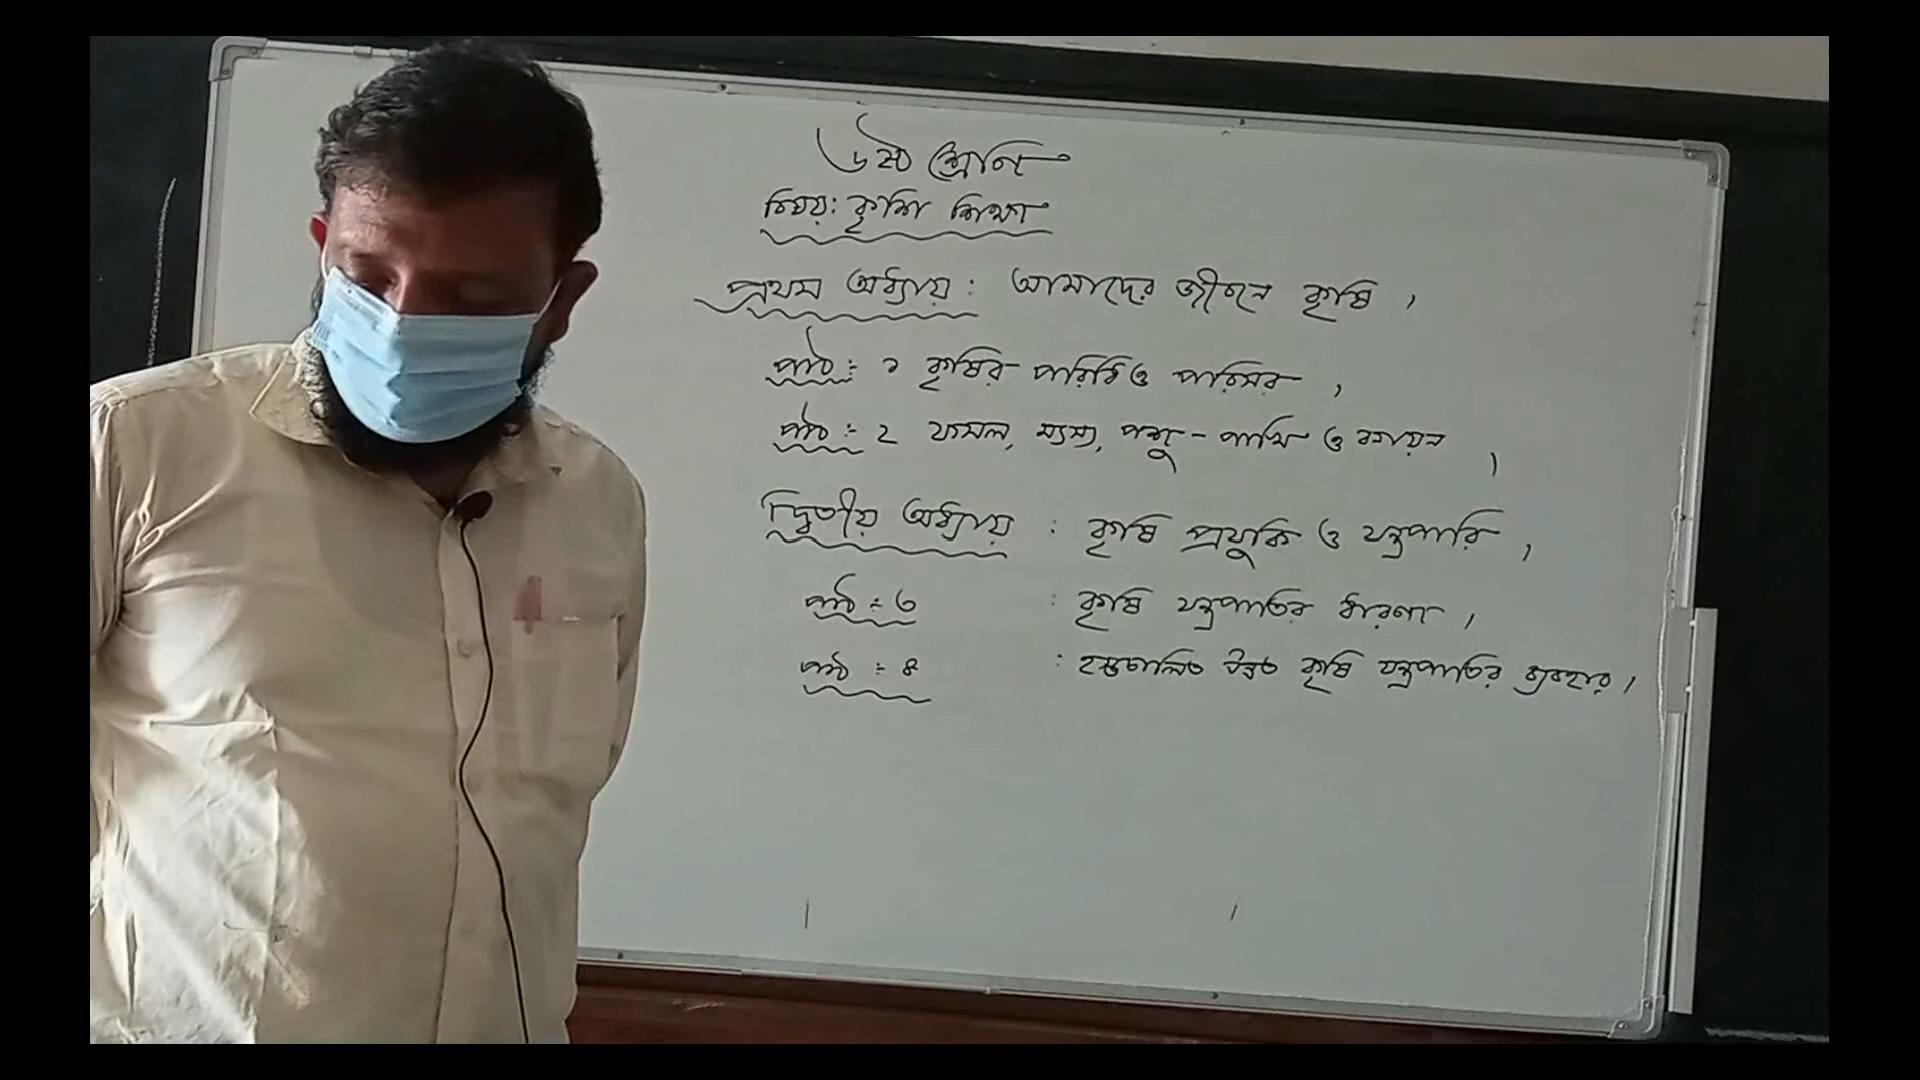 ৬ষ্ঠ শ্রেণি
বিষয়: কৃষি শিক্ষা
প্রথম অধ্যায় : আমাদের জীবনে কৃষি ,
পাঠ :- ১ কৃষির পরিধি ও পরিসর ,
পাঠ :- ২ ফসল, মৎস্য, পশু - পাখি ও বনায়ন ,
দ্বিতীয় অধ্যায় : কৃষি প্রযুক্তি ও যন্ত্রপাতি ,
পাঠ :- ৩ : কৃষি যন্ত্রপাতির ধারণা ,
পাঠ :- ৪ : হস্তচালিত উন্নত কৃষি যন্ত্রপাতির ব্যবহার ,